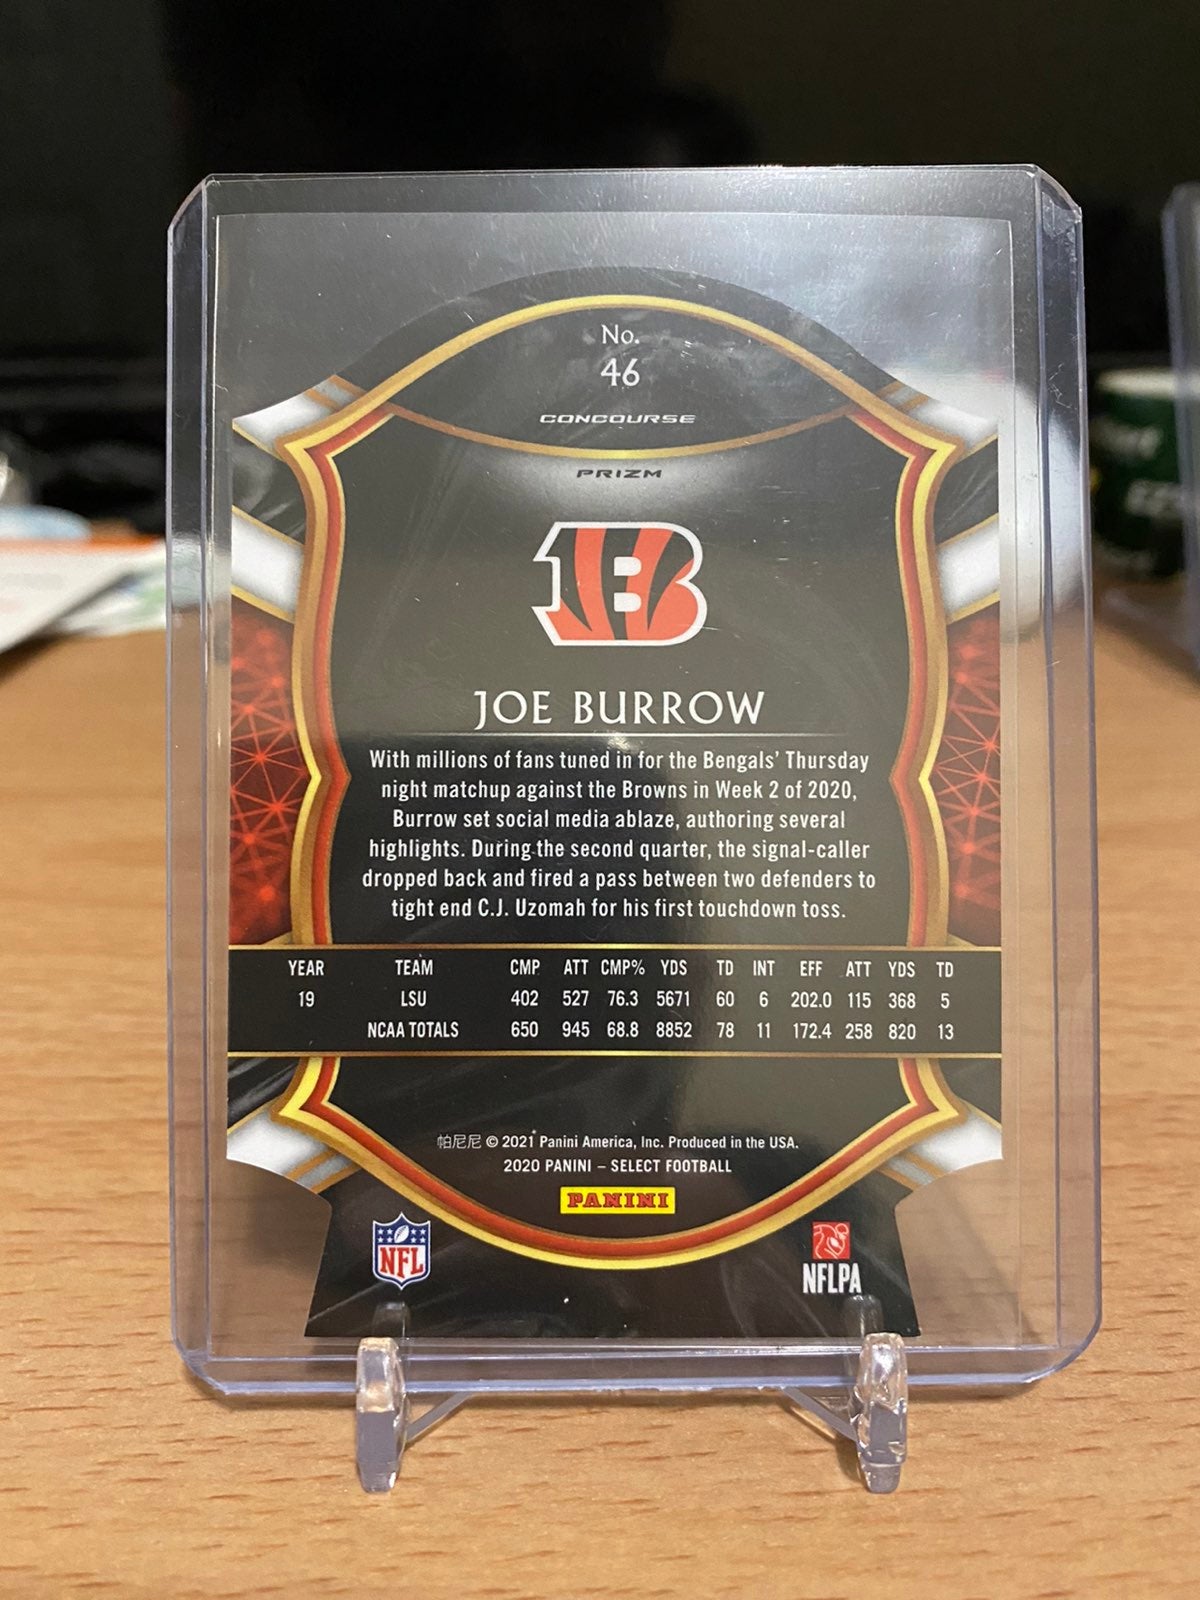 No.
46
CONCOURSE
PRIZM
B
JOE BURROW
With millions of fans tuned in for the Bengals' Thursday
night matchup against the Browns in Week 2 of 2020,
Burrow set social media ablaze, authoring several
highlights. During the second quarter, the signal-caller
dropped back and fired a pass between two defenders to
tight end C.J. Uzomah for his first touchdown toss.
YEAR TEAM CMP ATT CMP% YDS TD INT EFF ATT YDS TD
19 LSU 402 527 76.3 5671 60 6 202.0 115 368 5
NCAA TOTALS 650 945 68.8 8852 78 11 172.4 258 820 13
帕尼尼 © 2021 Panini America, Inc. Produced in the USA.
2020 PANINI – SELECT FOOTBALL
PANINI
NFL
NFLPA